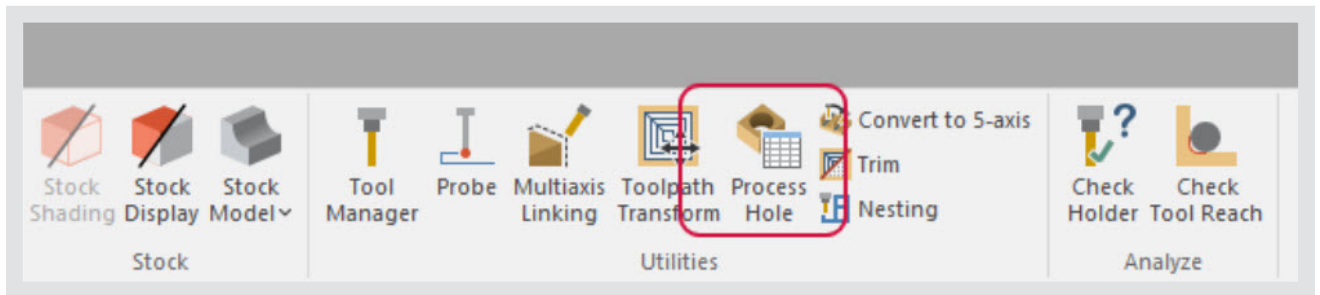 Stock Shading
Stock Display
Stock Model
Tool Manager
Probe
Multiaxis Linking
Toolpath Transform
Process Hole
Convert to 5-axis
Trim
Nesting
Check Holder
Check Tool Reach
Stock
Utilities
Analyze